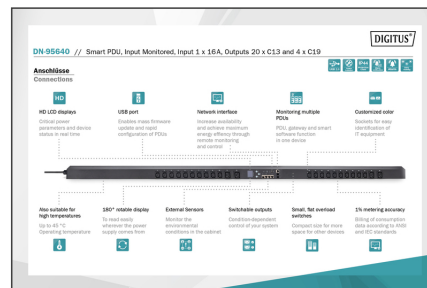 DIGITUS®
DN-95640 // Smart PDU, Input Monitored, Input 1 x 16A, Outputs 20 x C13 and 4 x C19
Anschlüsse
Connections
HD
HD LCD displays
Critical power
parameters and device
status in real time
USB port
Enables mass firmware
update and rapid
configuration of PDUs
Network interface
Increase availability
and achieve maximum
energy efficency through
remote monitoring
and control
Monitoring multiple
PDUs
PDU, gateway and smart
software function
in one device
Customized color
Sockets for easy
identification of
IT equipment
Also suitable for
high temperatures
Up to 45 °C
Operating temperature
180° rotable display
To read easily
wherever the power
supply comes from
External Sensors
Monitor the
environmental
conditions in the cabinet
Switchable outputs
Condition-dependent
control of your system
Small, flat overload
switches
Compact size for more
space for other devices.
1% metering accuracy
Billing of consumption
data according to ANSI
and IEC standards